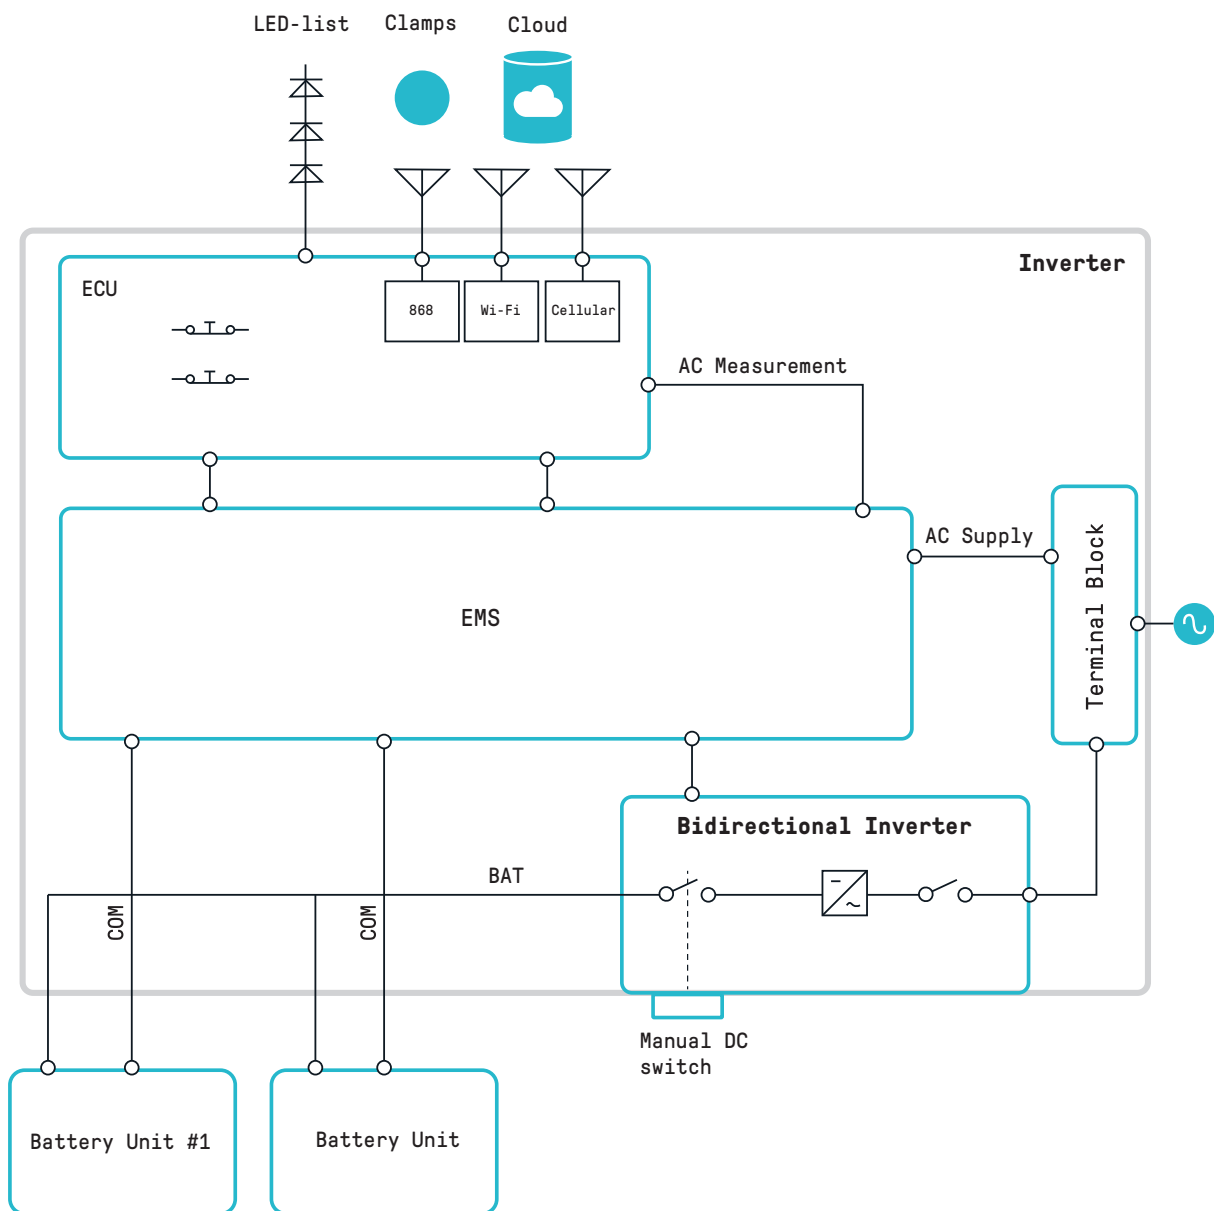 LED-list
Clamps
Cloud
Inverter
ECU
868
Wi-Fi
Cellular
AC Measurement
AC Supply
Terminal Block
EMS
Bidirectional Inverter
BAT
COM
COM
Manual DC
switch
Battery Unit #1
Battery Unit